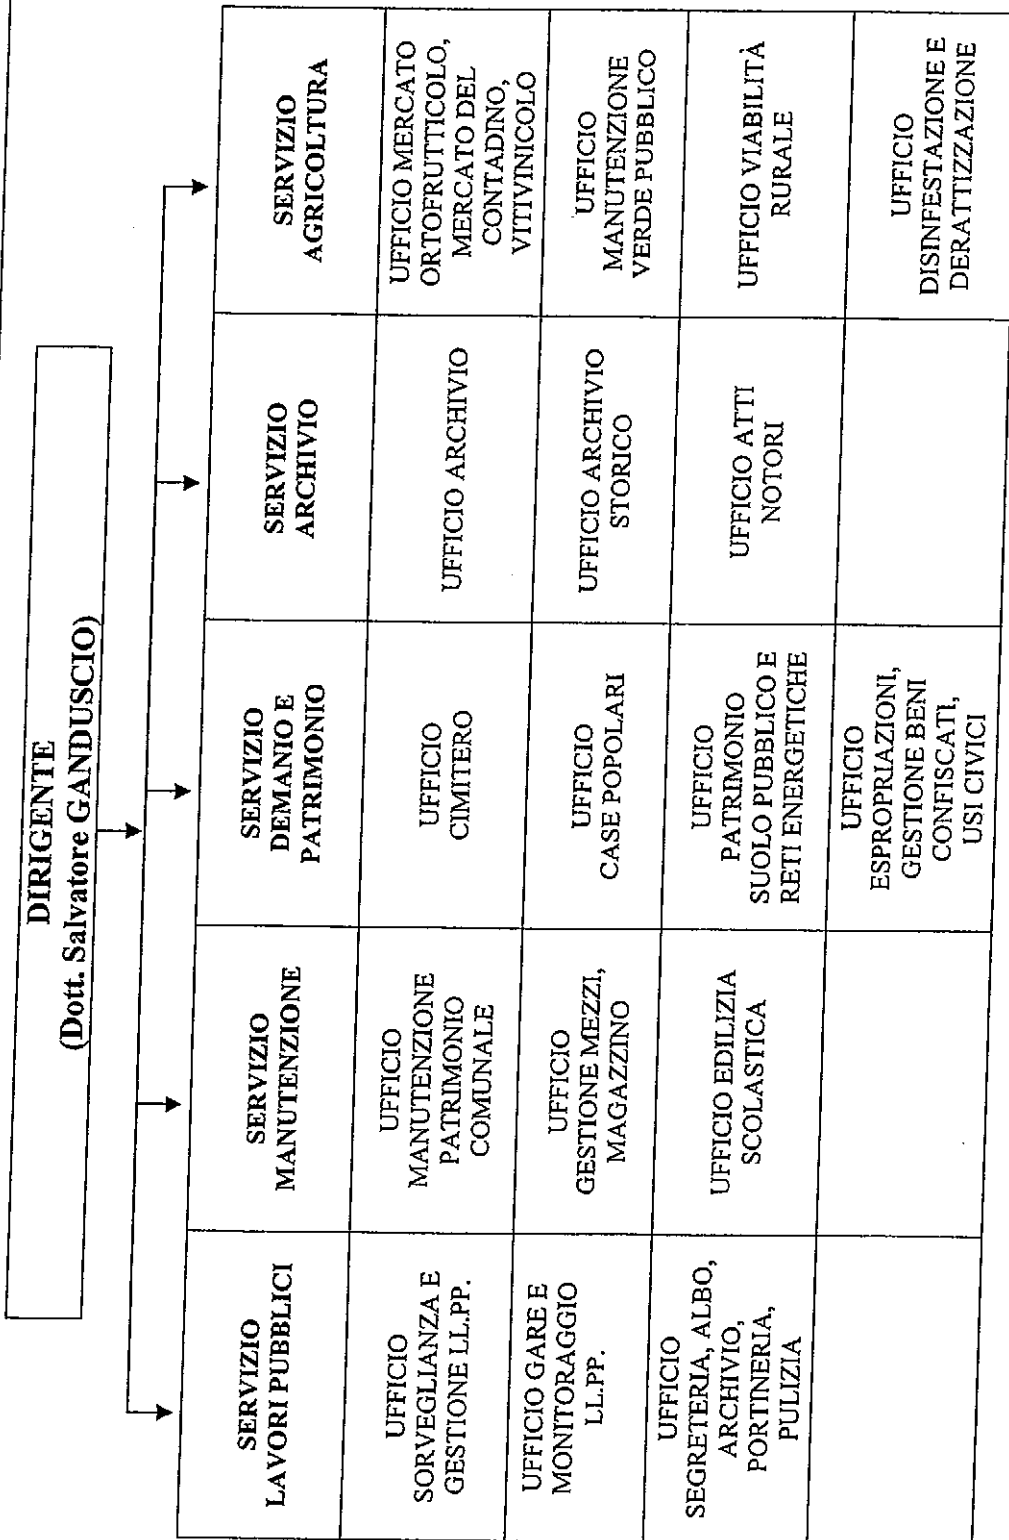 DIRIGENTE
(Dott. Salvatore GANDUSCIO)
SERVIZIO
LAVORI PUBBLICI
SERVIZIO
MANUTENZIONE
SERVIZIO
DEMANIO E
PATRIMONIO
SERVIZIO
ARCHIVIO
SERVIZIO
AGRICOLTURA
UFFICIO
SORVEGLIANZA E
GESTIONE LL.PP.
UFFICIO
MANUTENZIONE
PATRIMONIO
COMUNALE
UFFICIO
CIMITERO
UFFICIO ARCHIVIO
UFFICIO MERCATO
ORTOFRUTTICOLO,
MERCATO DEL
CONTADINO,
VITIVINICOLO
UFFICIO GARE E
MONITORAGGIO
LL.PP.
UFFICIO
GESTIONE MEZZI,
MAGAZZINO
UFFICIO
CASE POPOLARI
UFFICIO ARCHIVIO
STORICO
UFFICIO
MANUTENZIONE
VERDE PUBBLICO
UFFICIO
SEGRETERIA, ALBO,
ARCHIVIO,
PORTINERIA,
PULIZIA
UFFICIO EDILIZIA
SCOLASTICA
UFFICIO
PATRIMONIO
SUOLO PUBBLICO E
RETI ENERGETICHE
UFFICIO ATTI
NOTORI
UFFICIO VIABILITÀ
RURALE
UFFICIO
ESPROPRIAZIONI,
GESTIONE BENI
CONFISCATI,
USI CIVICI
UFFICIO
DISINFESTAZIONE E
DERATTIZZAZIONE